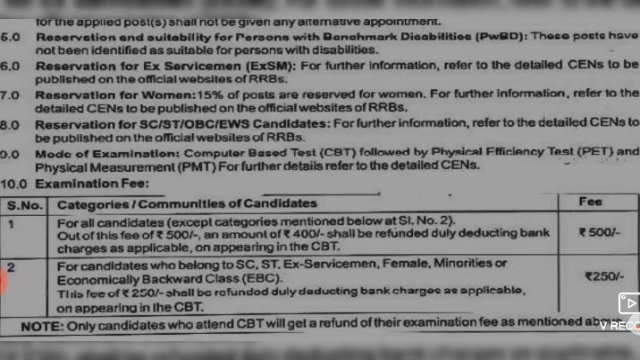 for the applied post(s) shall not be given any alternative appointment.
5.0 Reservation and suitability for Persons with Benchmark Disabilities (PwBD): These posts have
not been identified as suitable for persons with disabilities.
6.0 Reservation for Ex Servicemen (ExSM): For further Information, refer to the detailed CENs to be
published on the official websites of RRBs.
7.0 Reservation for Women: 15% of posts are reserved for women. For further information, refer to the
detailed CENs to be published on the official websites of RRBs.
8.0 Reservation for SC/ST/OBC/EWS Candidates: For further information, refer to the detailed CENs to
be published on the official websites of RRBs.
9.0 Mode of Examination: Computer Based Test (CBT) followed by Physical Efficiency Test (PET) and
Physical Measurement (PMT) For further details refer to the detailed CENs.
10.0 Examination Fee:
S.No. Categories / Communities of Candidates Fee
1 For all candidates (except categories mentioned below at Sl. No. 2). ₹ 500/-
Out of this fee of ₹ 500/-, an amount of ₹ 400/- shall be refunded duly deducting bank
charges as applicable, on appearing in the CBT.
2 For candidates who belong to SC, ST, Ex-Servicemen, Female, Minorities or ₹250/-
Economically Backward Class (EBC).
This fee of ₹ 250/- shall be refunded duly deducting bank charges as applicable,
on appearing in the CBT.
NOTE: Only candidates who attend CBT will get a refund of their examination fee as mentioned above.
V RECO